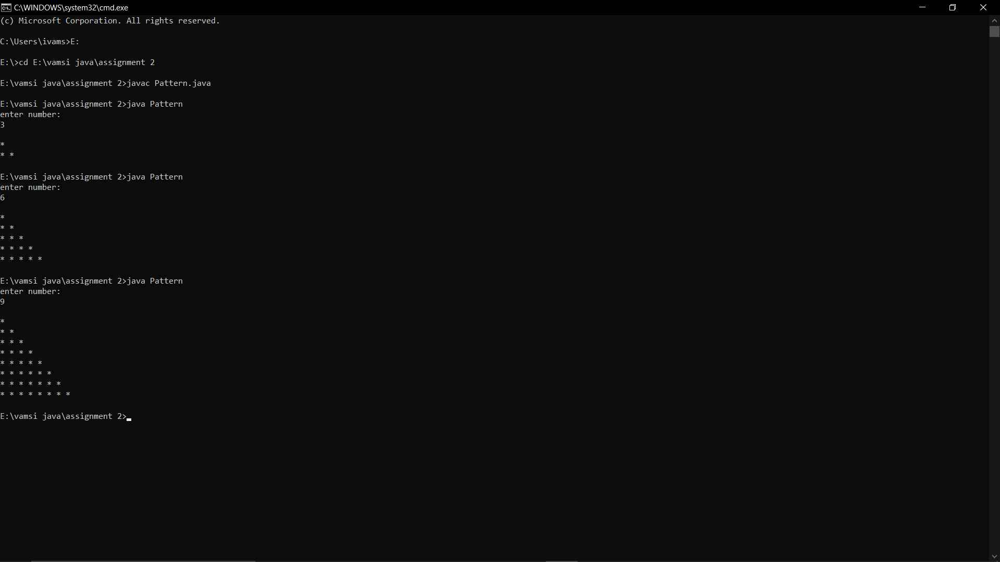 C:\WINDOWS\system32\cmd.exe
(c) Microsoft Corporation. All rights reserved.
C:\Users\ivams>E:
E:\>cd E:\vamsi java\assignment 2
E:\vamsi java\assignment 2>javac Pattern.java
E:\vamsi java\assignment 2>java Pattern
enter number:
3
*
* *
E:\vamsi java\assignment 2>java Pattern
enter number:
6
*
* *
* * *
* * * *
* * * * *
E:\vamsi java\assignment 2>java Pattern
enter number:
9
*
* *
* * *
* * * *
* * * * *
* * * * * *
* * * * * * *
* * * * * * * *
E:\vamsi java\assignment 2>